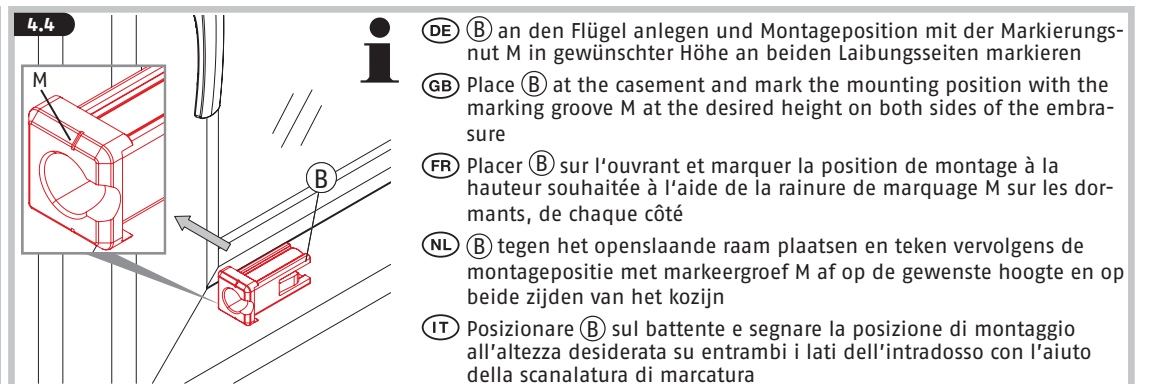 4.4
M
B
i
DE B an den Flügel anlegen und Montageposition mit der Markierungs-
nut M in gewünschter Höhe an beiden Laibungsseiten markieren
GB Place B at the casement and mark the mounting position with the
marking groove M at the desired height on both sides of the embra-
sure
FR Placer B sur l'ouvrant et marquer la position de montage à la
hauteur souhaitée à l'aide de la rainure de marquage M sur les dor-
mants, de chaque côté
NL B tegen het openslaande raam plaatsen en teken vervolgens de
montagepositie met markeergroef M af op de gewenste hoogte en op
beide zijden van het kozijn
IT Posizionare B sul battente e segnare la posizione di montaggio
all'altezza desiderata su entrambi i lati dell'intradosso con l'aiuto
della scanalatura di marcatura